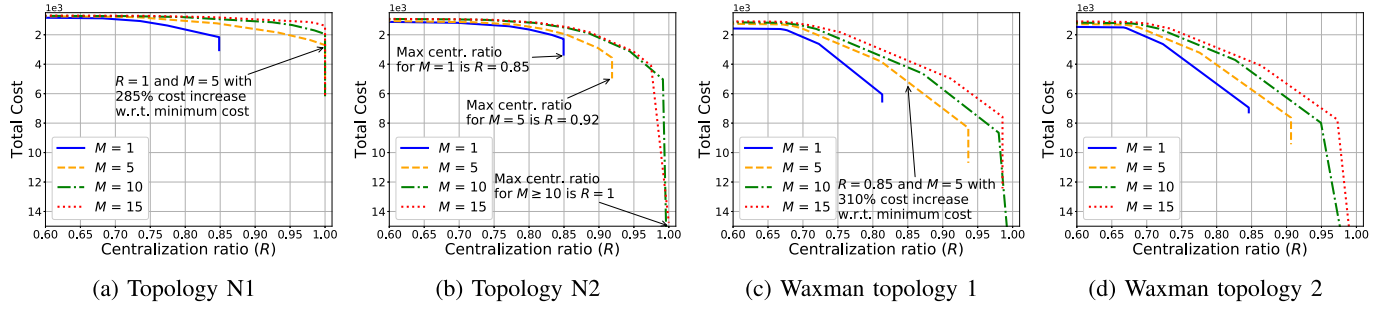 1e3
2
4
6
8
10
12
14
Total Cost
R = 1 and M = 5 with
285% cost increase
w.r.t. minimum cost
M = 1
M = 5
M = 10
M = 15
0.60 0.65 0.70 0.75 0.80 0.85 0.90 0.95 1.00
Centralization ratio (R)
(a) Topology N1
1e3
2
4
6
8
10
12
14
Total Cost
Max centr. ratio
for M = 1 is R = 0.85
Max centr. ratio
for M = 5 is R = 0.92
Max centr. ratio
for M ≥ 10 is R = 1
M = 1
M = 5
M = 10
M = 15
0.60 0.65 0.70 0.75 0.80 0.85 0.90 0.95 1.00
Centralization ratio (R)
(b) Topology N2
1e3
2
4
6
8
10
12
14
Total Cost
M = 1
M = 5
M = 10
M = 15
R = 0.85 and M = 5 with
310% cost increase
w.r.t. minimum cost
0.60 0.65 0.70 0.75 0.80 0.85 0.90 0.95 1.00
Centralization ratio (R)
(c) Waxman topology 1
1e3
2
4
6
8
10
12
14
Total Cost
M = 1
M = 5
M = 10
M = 15
0.60 0.65 0.70 0.75 0.80 0.85 0.90 0.95 1.00
Centralization ratio (R)
(d) Waxman topology 2